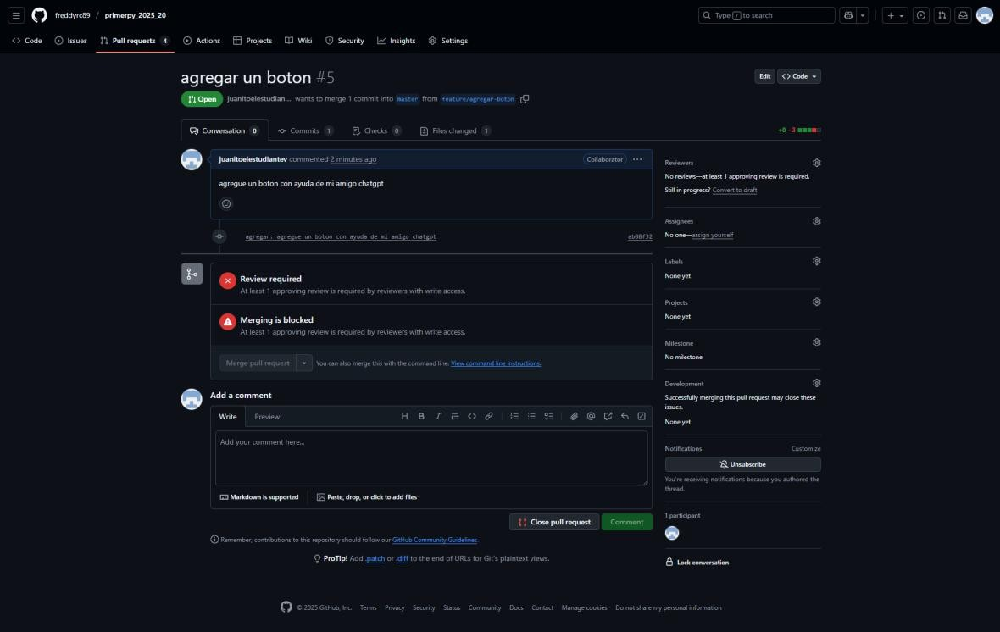 freddyrc89 / primerpy_2025_20
Type / to search
Code Issues Pull requests 4 Actions Projects Wiki Security Insights Settings
agregar un boton #5
Edit <> Code
Open juanitoelestudian... wants to merge 1 commit into master from feature/agregar-boton
Conversation 0 Commits 1 Checks 0 Files changed 1
+8 −3
juanitoelestudiantev commented 2 minutes ago
Collaborator ...
agregue un boton con ayuda de mi amigo chatgpt
agregar: agregue un boton con ayuda de mi amigo chatgpt
ab08f32
Review required
At least 1 approving review is required by reviewers with write access.
Merging is blocked
At least 1 approving review is required by reviewers with write access.
Merge pull request
You can also merge this with the command line. View command line instructions.
Add a comment
Write Preview
Add your comment here...
Markdown is supported
Paste, drop, or click to add files
Close pull request
Comment
Remember, contributions to this repository should follow our GitHub Community Guidelines.
ProTip! Add .patch or .diff to the end of URLs for Git's plaintext views.
Reviewers
No reviews—at least 1 approving review is required.
Still in progress? Convert to draft
Assignees
No one—assign yourself
Labels
None yet
Projects
None yet
Milestone
No milestone
Development
Successfully merging this pull request may close these
issues.
None yet
Notifications
Customize
Unsubscribe
You're receiving notifications because you authored the
thread.
1 participant
Lock conversation
© 2025 GitHub, Inc. Terms Privacy Security Status Community Docs Contact Manage cookies Do not share my personal information